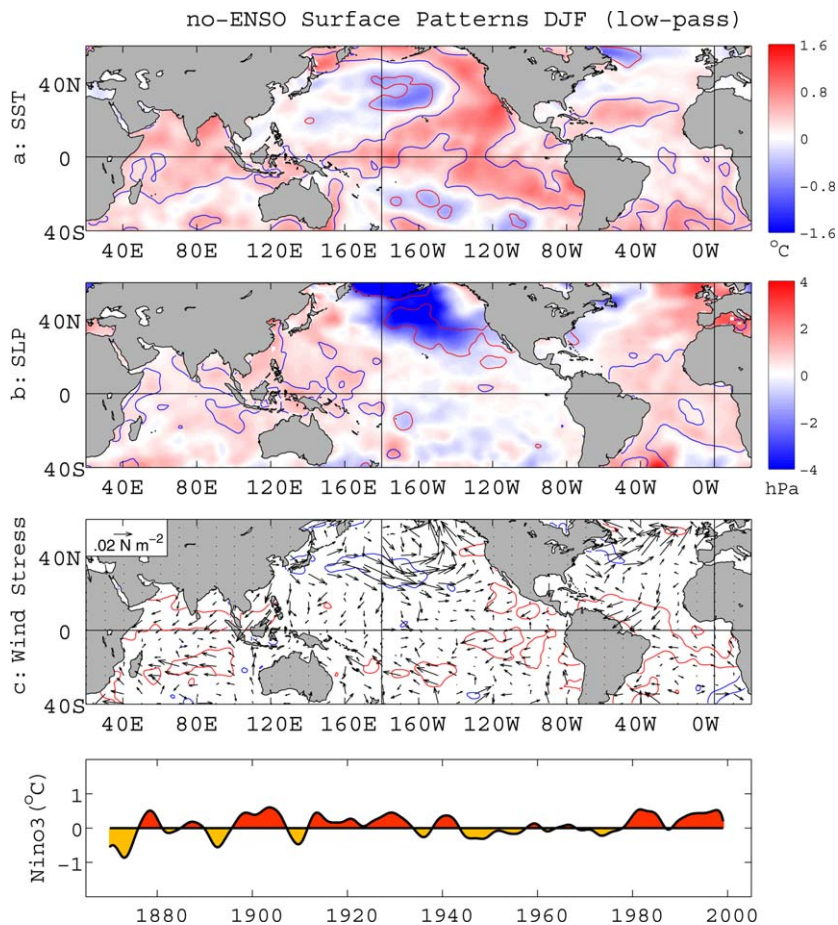 no-ENSO Surface Patterns DJF (low-pass)
a: SST
40N
0
40S
40E 80E 120E 160E 160W 120W 80W 40W 0W
1.6
0.8
0
-0.8
-1.6
°C
b: SLP
40N
0
40S
40E 80E 120E 160E 160W 120W 80W 40W 0W
4
2
0
-2
-4
hPa
c: Wind Stress
.02 N m-2
40N
0
40S
40E 80E 120E 160E 160W 120W 80W 40W 0W
Nino3 (°C)
1
0
-1
1880 1900 1920 1940 1960 1980 2000